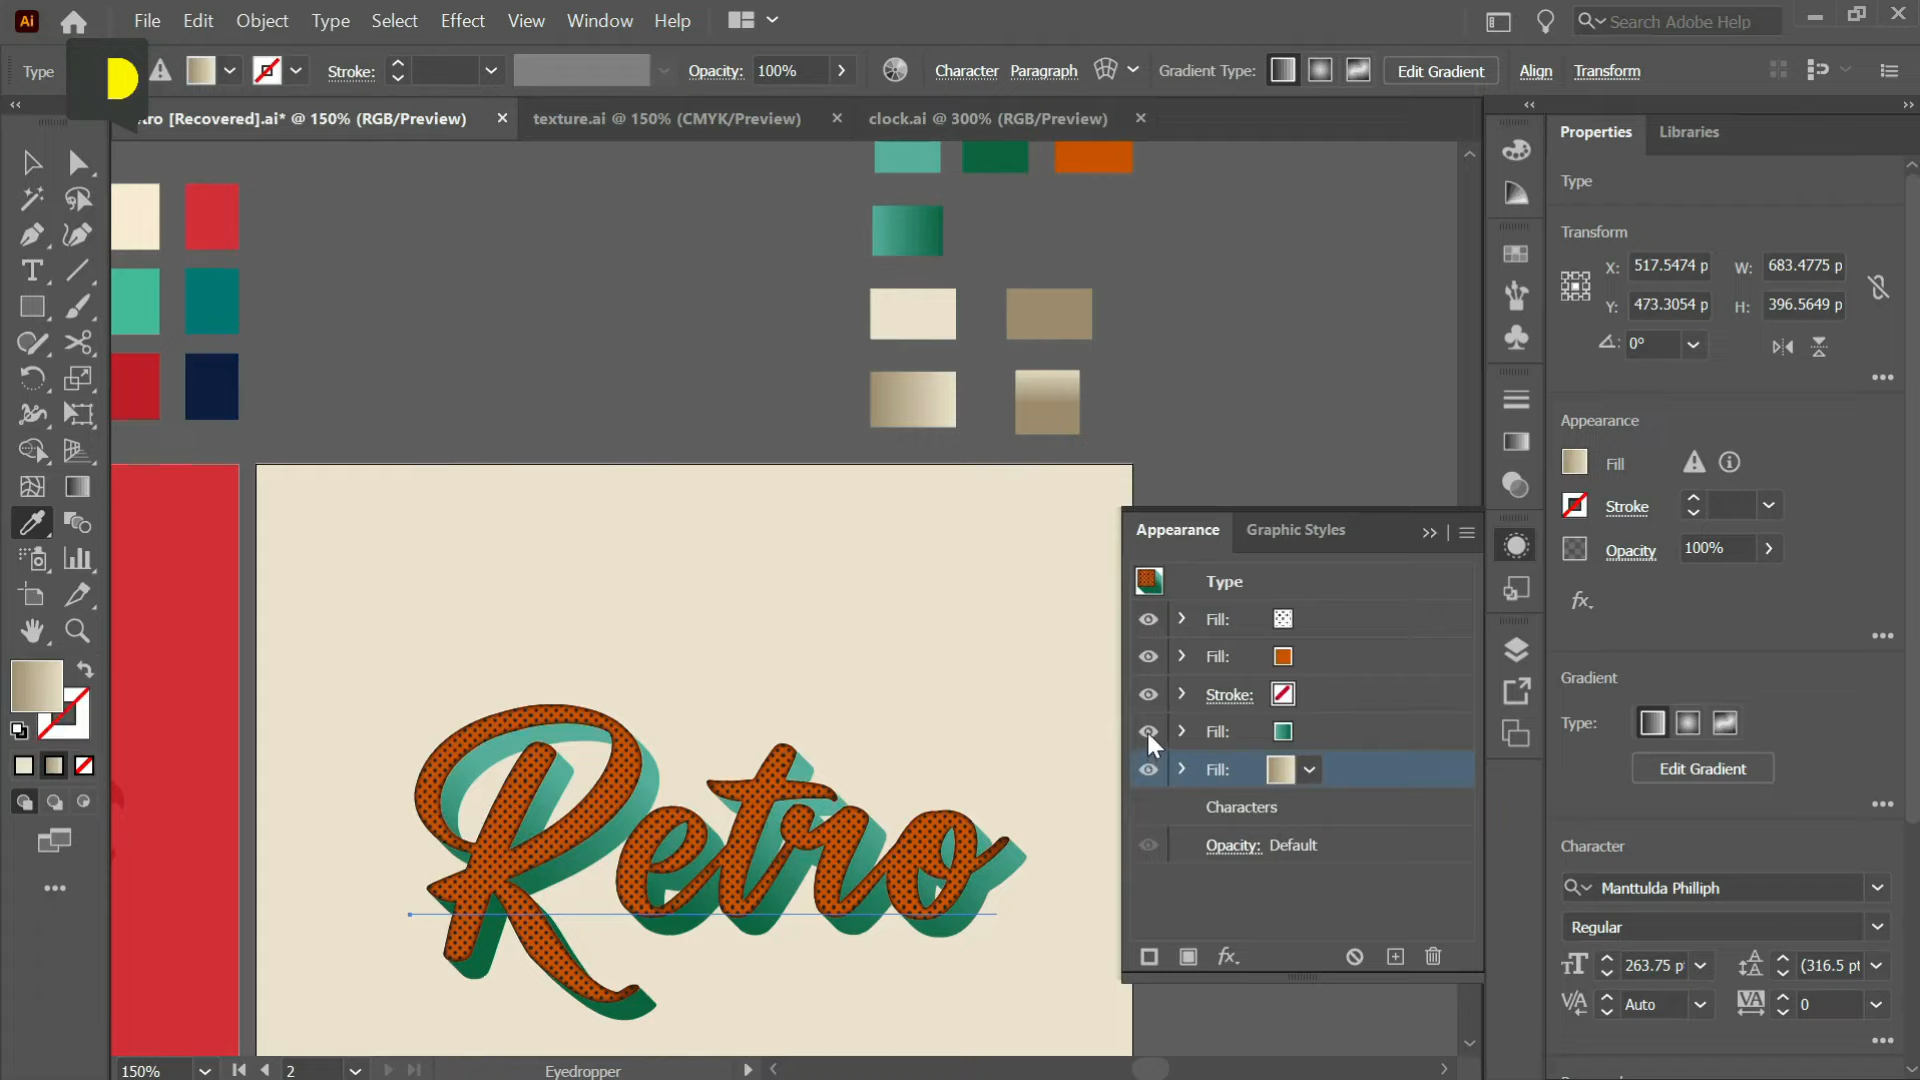 Ai File Edit Object Type Select Effect View Window Help Search Adobe Help
Type Stroke: Opacity: 100% Character Paragraph Gradient Type: Edit Gradient Align Transform
tro [Recovered].ai* @ 150% (RGB/Preview) texture.ai @ 150% (CMYK/Preview) clock.ai @ 300% (RGB/Preview)
Properties Libraries
Type
Transform
X: 517.5474 p W: 683.4775 p
Y: 473.3054 p H: 396.5649 p
0°
Appearance
Fill
Stroke
Opacity 100%
fx.
Gradient
Type:
Edit Gradient
Character
Manttulda Philliph
Regular
263.75 p (316.5 pt
Auto 0
Appearance Graphic Styles
Type
Fill:
Fill:
Stroke:
Fill:
Fill:
Characters
Opacity: Default
fx.
Retro
150% 2 Eyedropper